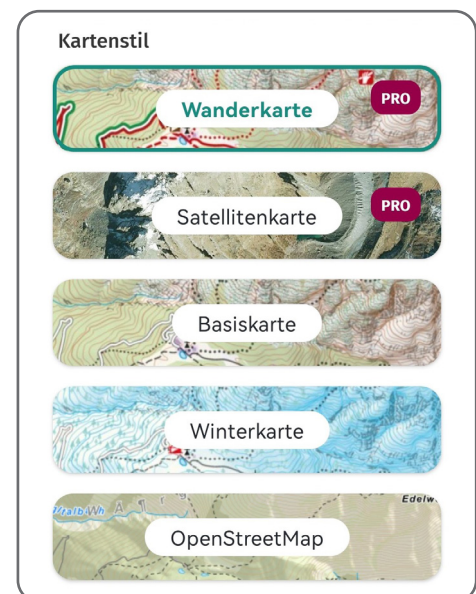 Kartenstil
Wanderkarte
PRO
Satellitenkarte
PRO
Basiskarte
Winterkarte
OpenStreetMap